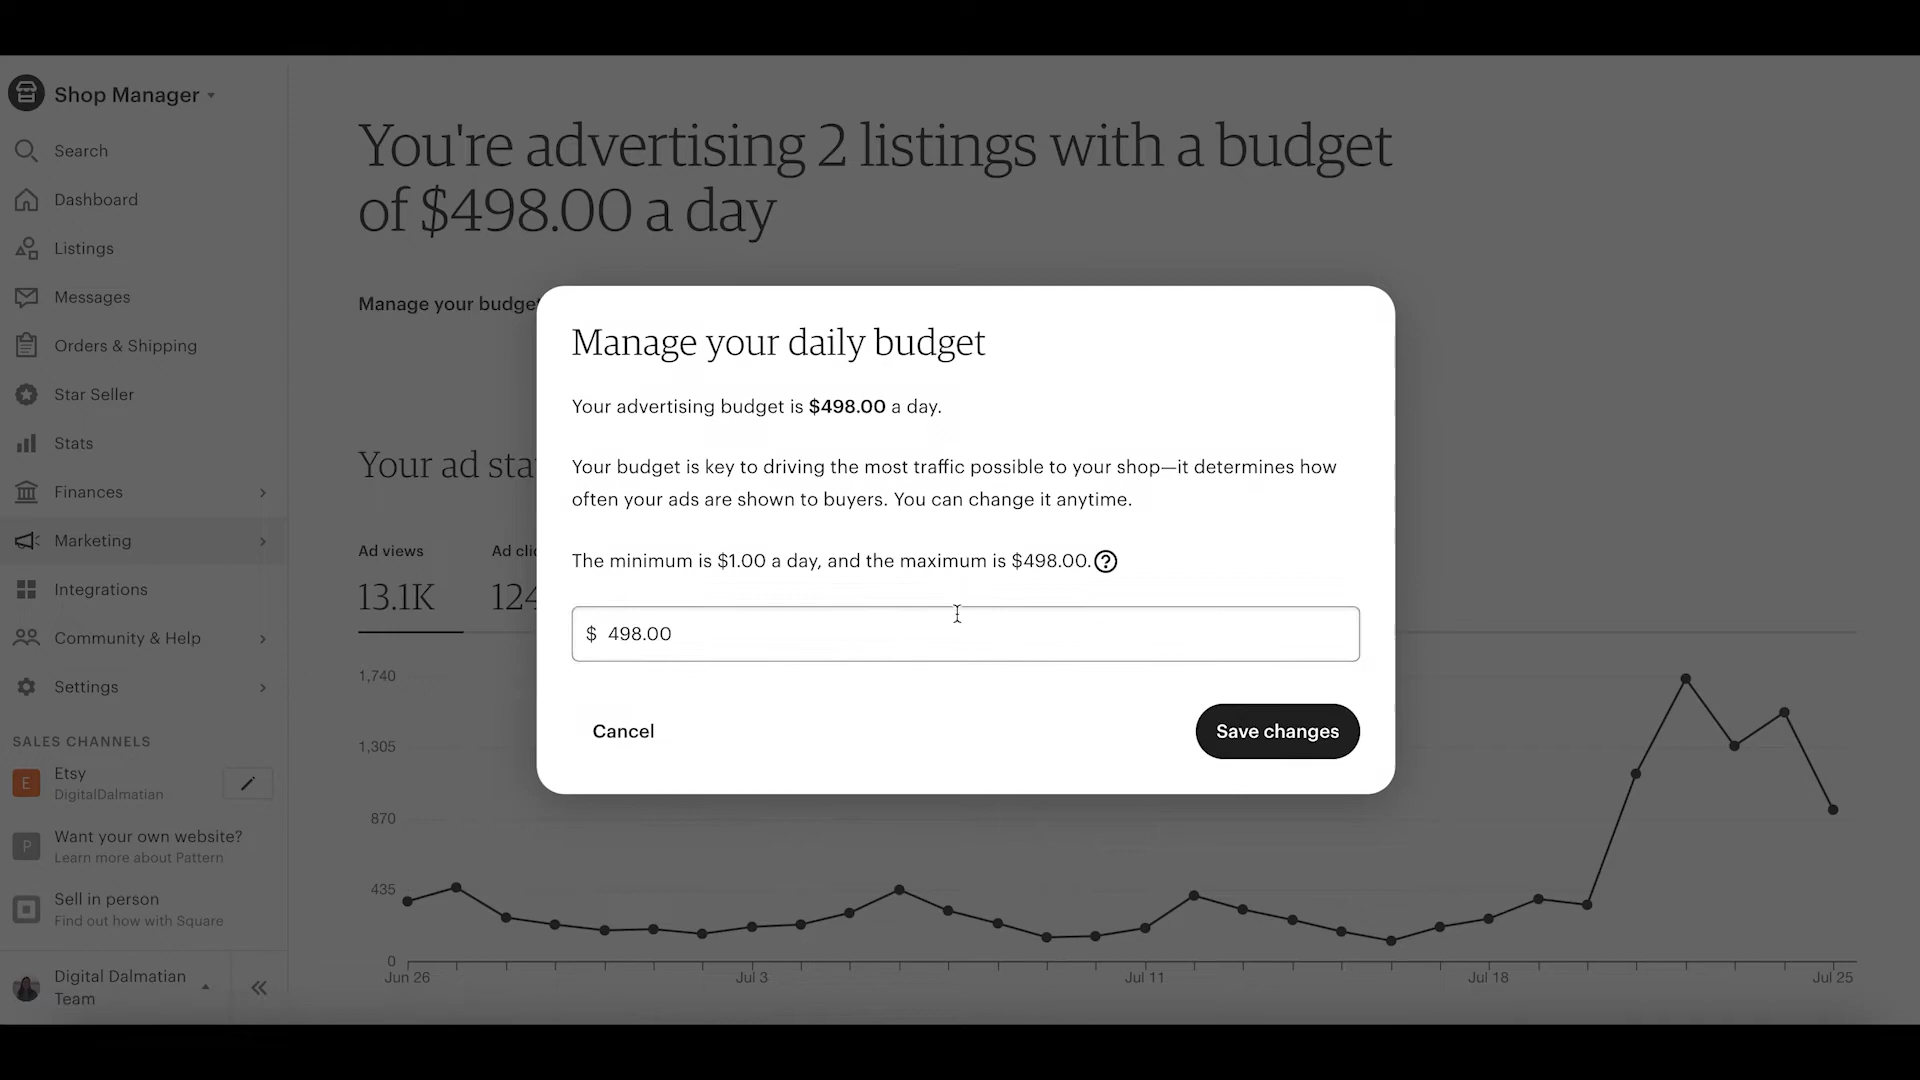 Shop Manager
Search
Dashboard
Listings
Messages
Orders & Shipping
Star Seller
Stats
Finances
Marketing
Integrations
Community & Help
Settings
SALES CHANNELS
E
Etsy
DigitalDalmatian
P
Want your own website?
Learn more about Pattern
Sell in person
Find out how with Square
Digital Dalmatian
Team
You're advertising 2 listings with a budget
of $498.00 a day
Manage your budget
Your ad sta
Ad views
13.1K
Ad clic
124
Manage your daily budget
Your advertising budget is $498.00 a day.
Your budget is key to driving the most traffic possible to your shop—it determines how
often your ads are shown to buyers. You can change it anytime.
The minimum is $1.00 a day, and the maximum is $498.00. ?
$ 498.00
Cancel
Save changes
1,740
1,305
870
435
0
Jun 26
Jul 3
Jul 11
Jul 18
Jul 25